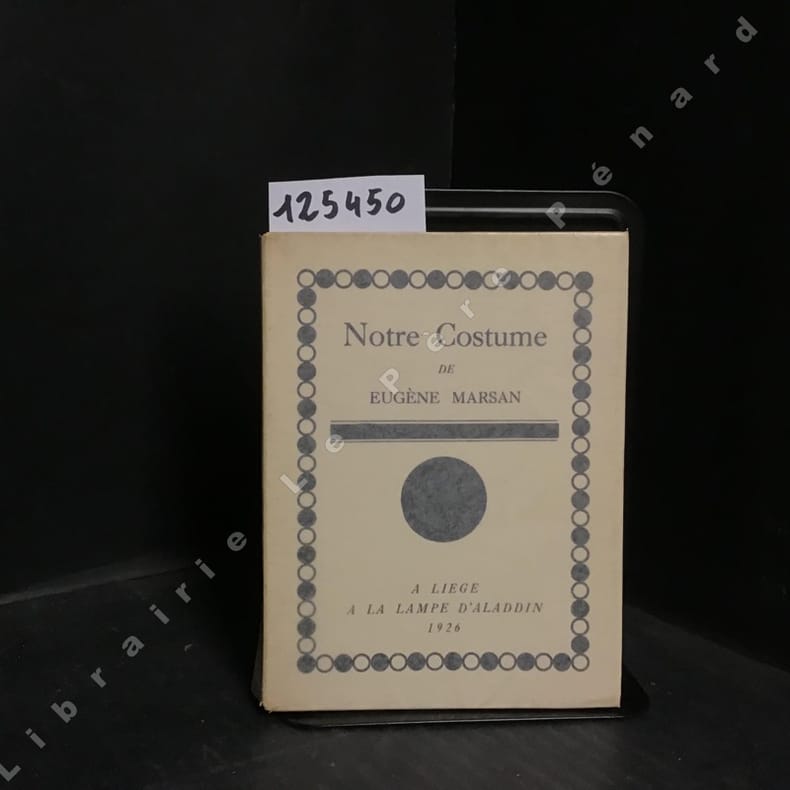 125450
Notre Costume
DE
EUGÈNE MARSAN
A LIEGE
A LA LAMPE D'ALADDIN
1926
Librairie Le Père Pénard